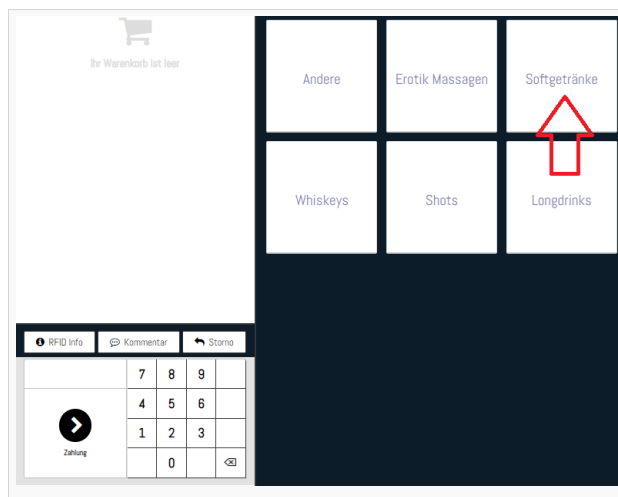 Ihr Warenkorb ist leer
Andere
Erotik Massagen
Softgetränke
Whiskeys
Shots
Longdrinks
RFID Info
Kommentar
Storno
7 8 9
4 5 6
1 2 3
0
Zahlung